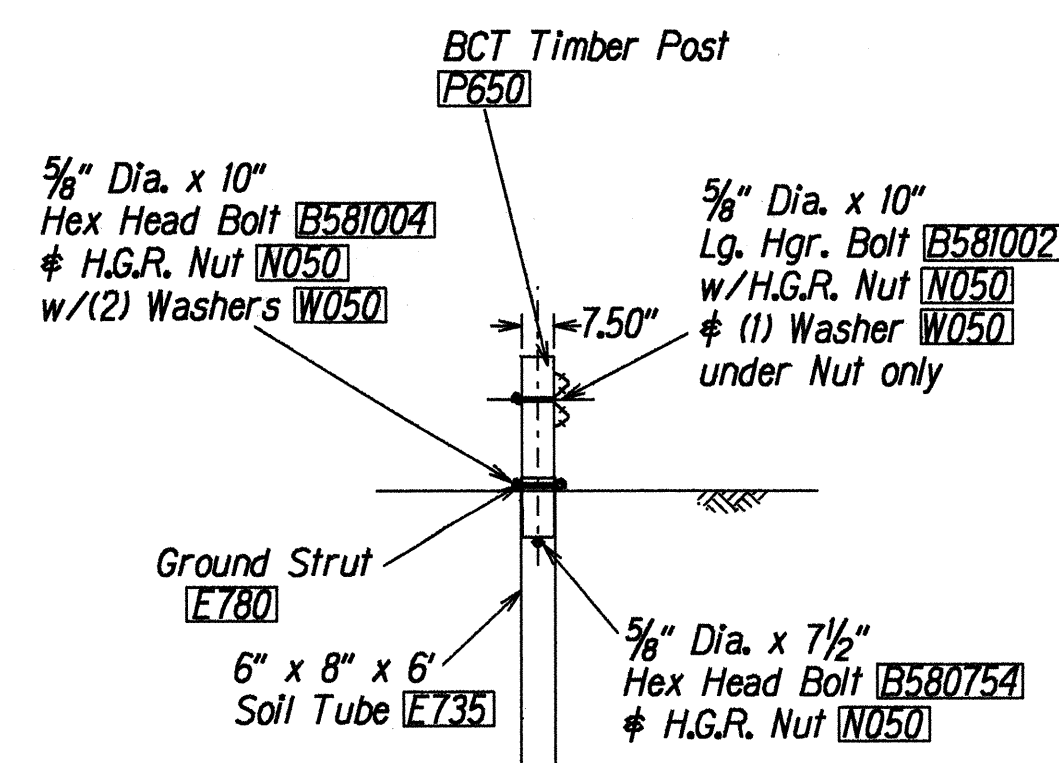 BCT Timber Post
P650
5/8" Dia. x 10"
Hex Head Bolt B581004
& H.G.R. Nut N050
w/(2) Washers W050
5/8" Dia. x 10"
Lg. Hgr. Bolt B581002
w/H.G.R. Nut N050
& (1) Washer W050
under Nut only
7.50"
Ground Strut
E780
6" x 8" x 6'
Soil Tube E735
5/8" Dia. x 7 1/2"
Hex Head Bolt B580754
& H.G.R. Nut N050